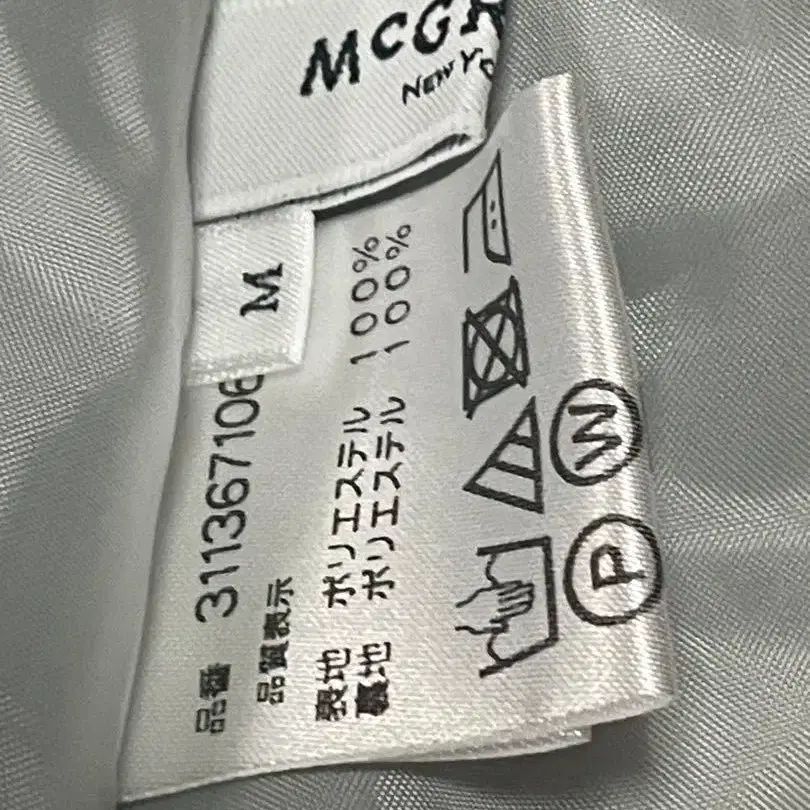 McG
NEW
M
品番 311367106
品質表示
表地 ポリエステル 100%
裏地 ポリエステル 100%
W
P